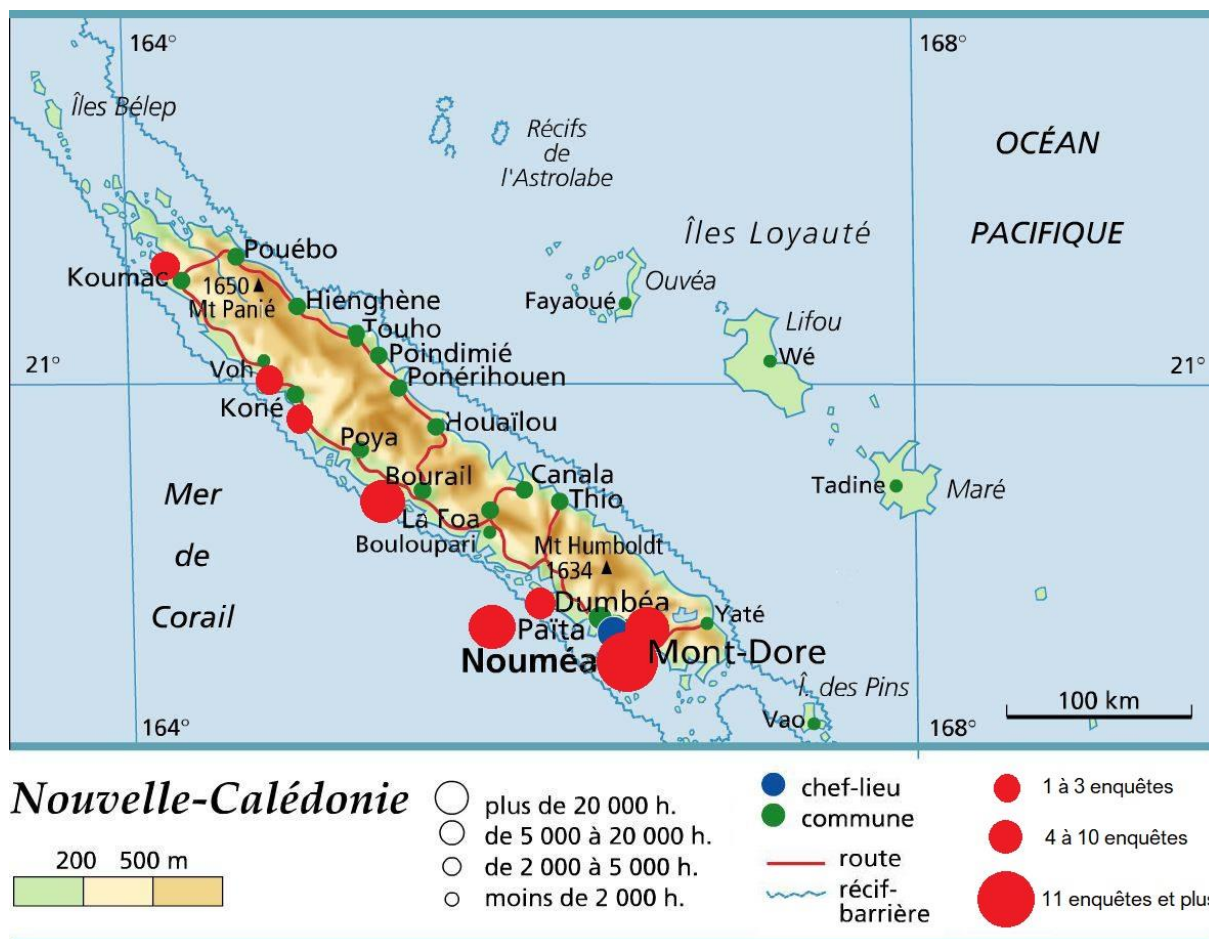 164°
168°
Îles Bélep
Récifs
de
l'Astrolabe
OCÉAN
PACIFIQUE
Îles Loyauté
Pouébo
Koumac
1650
Mt Panié
Ouvéa
Fayaoué
Hienghène
Touho
Lifou
Poindimié
Wé
21°
21°
Voh
Ponérihouen
Koné
Houaïlou
Poya
Bourail
Canala
Thio
Tadine
Maré
Mer
de
Corail
La Foa
Bouloupari
Mt Humboldt
1634
Dumbéa
Yaté
Païta
Nouméa
Mont-Dore
Î. des Pins
Vao
100 km
164°
168°
Nouvelle-Calédonie
200 500 m
plus de 20 000 h.
de 5 000 à 20 000 h.
de 2 000 à 5 000 h.
moins de 2 000 h.
chef-lieu
commune
route
récif-
barrière
1 à 3 enquêtes
4 à 10 enquêtes
11 enquêtes et plus